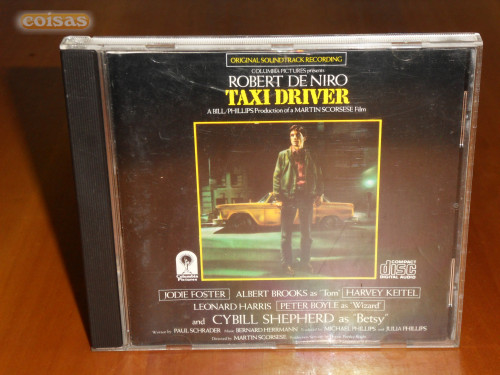 coisas
ORIGINAL SOUNDTRACK RECORDING
COLUMBIA PICTURES presents
ROBERT DE NIRO
TAXI DRIVER
A BILL/PHILLIPS Production of a MARTIN SCORSESE Film
Columbia
Pictures
COMPACT
disc
DIGITAL AUDIO
JODIE FOSTER ALBERT BROOKS as "Tom" HARVEY KEITEL
LEONARD HARRIS PETER BOYLE as "Wizard"
and CYBILL SHEPHERD as "Betsy"
Written by PAUL SCHRADER Music BERNARD HERRMANN Produced by MICHAEL PHILLIPS and JULIA PHILLIPS
Directed by MARTIN SCORSESE